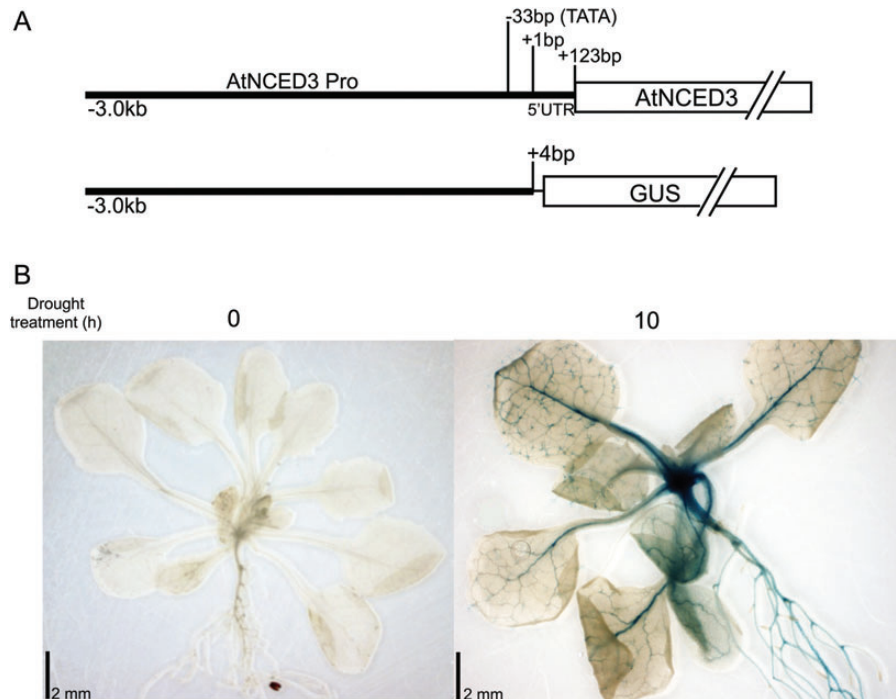 A
-33bp (TATA)
+1bp
+123bp
AtNCED3 Pro
AtNCED3
-3.0kb
5'UTR
+4bp
GUS
-3.0kb
B
Drought
treatment (h)
0
10
2 mm
2 mm